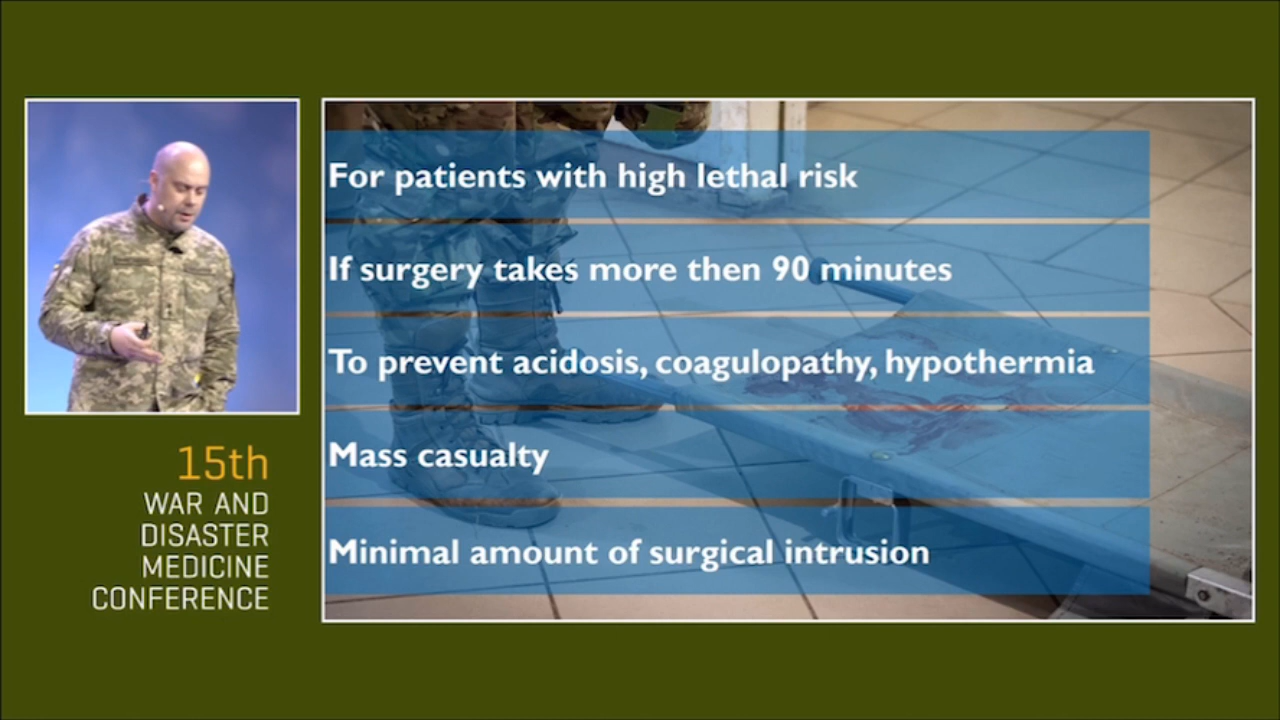 15th
WAR AND
DISASTER
MEDICINE
CONFERENCE
For patients with high lethal risk
If surgery takes more then 90 minutes
To prevent acidosis, coagulopathy, hypothermia
Mass casualty
Minimal amount of surgical intrusion